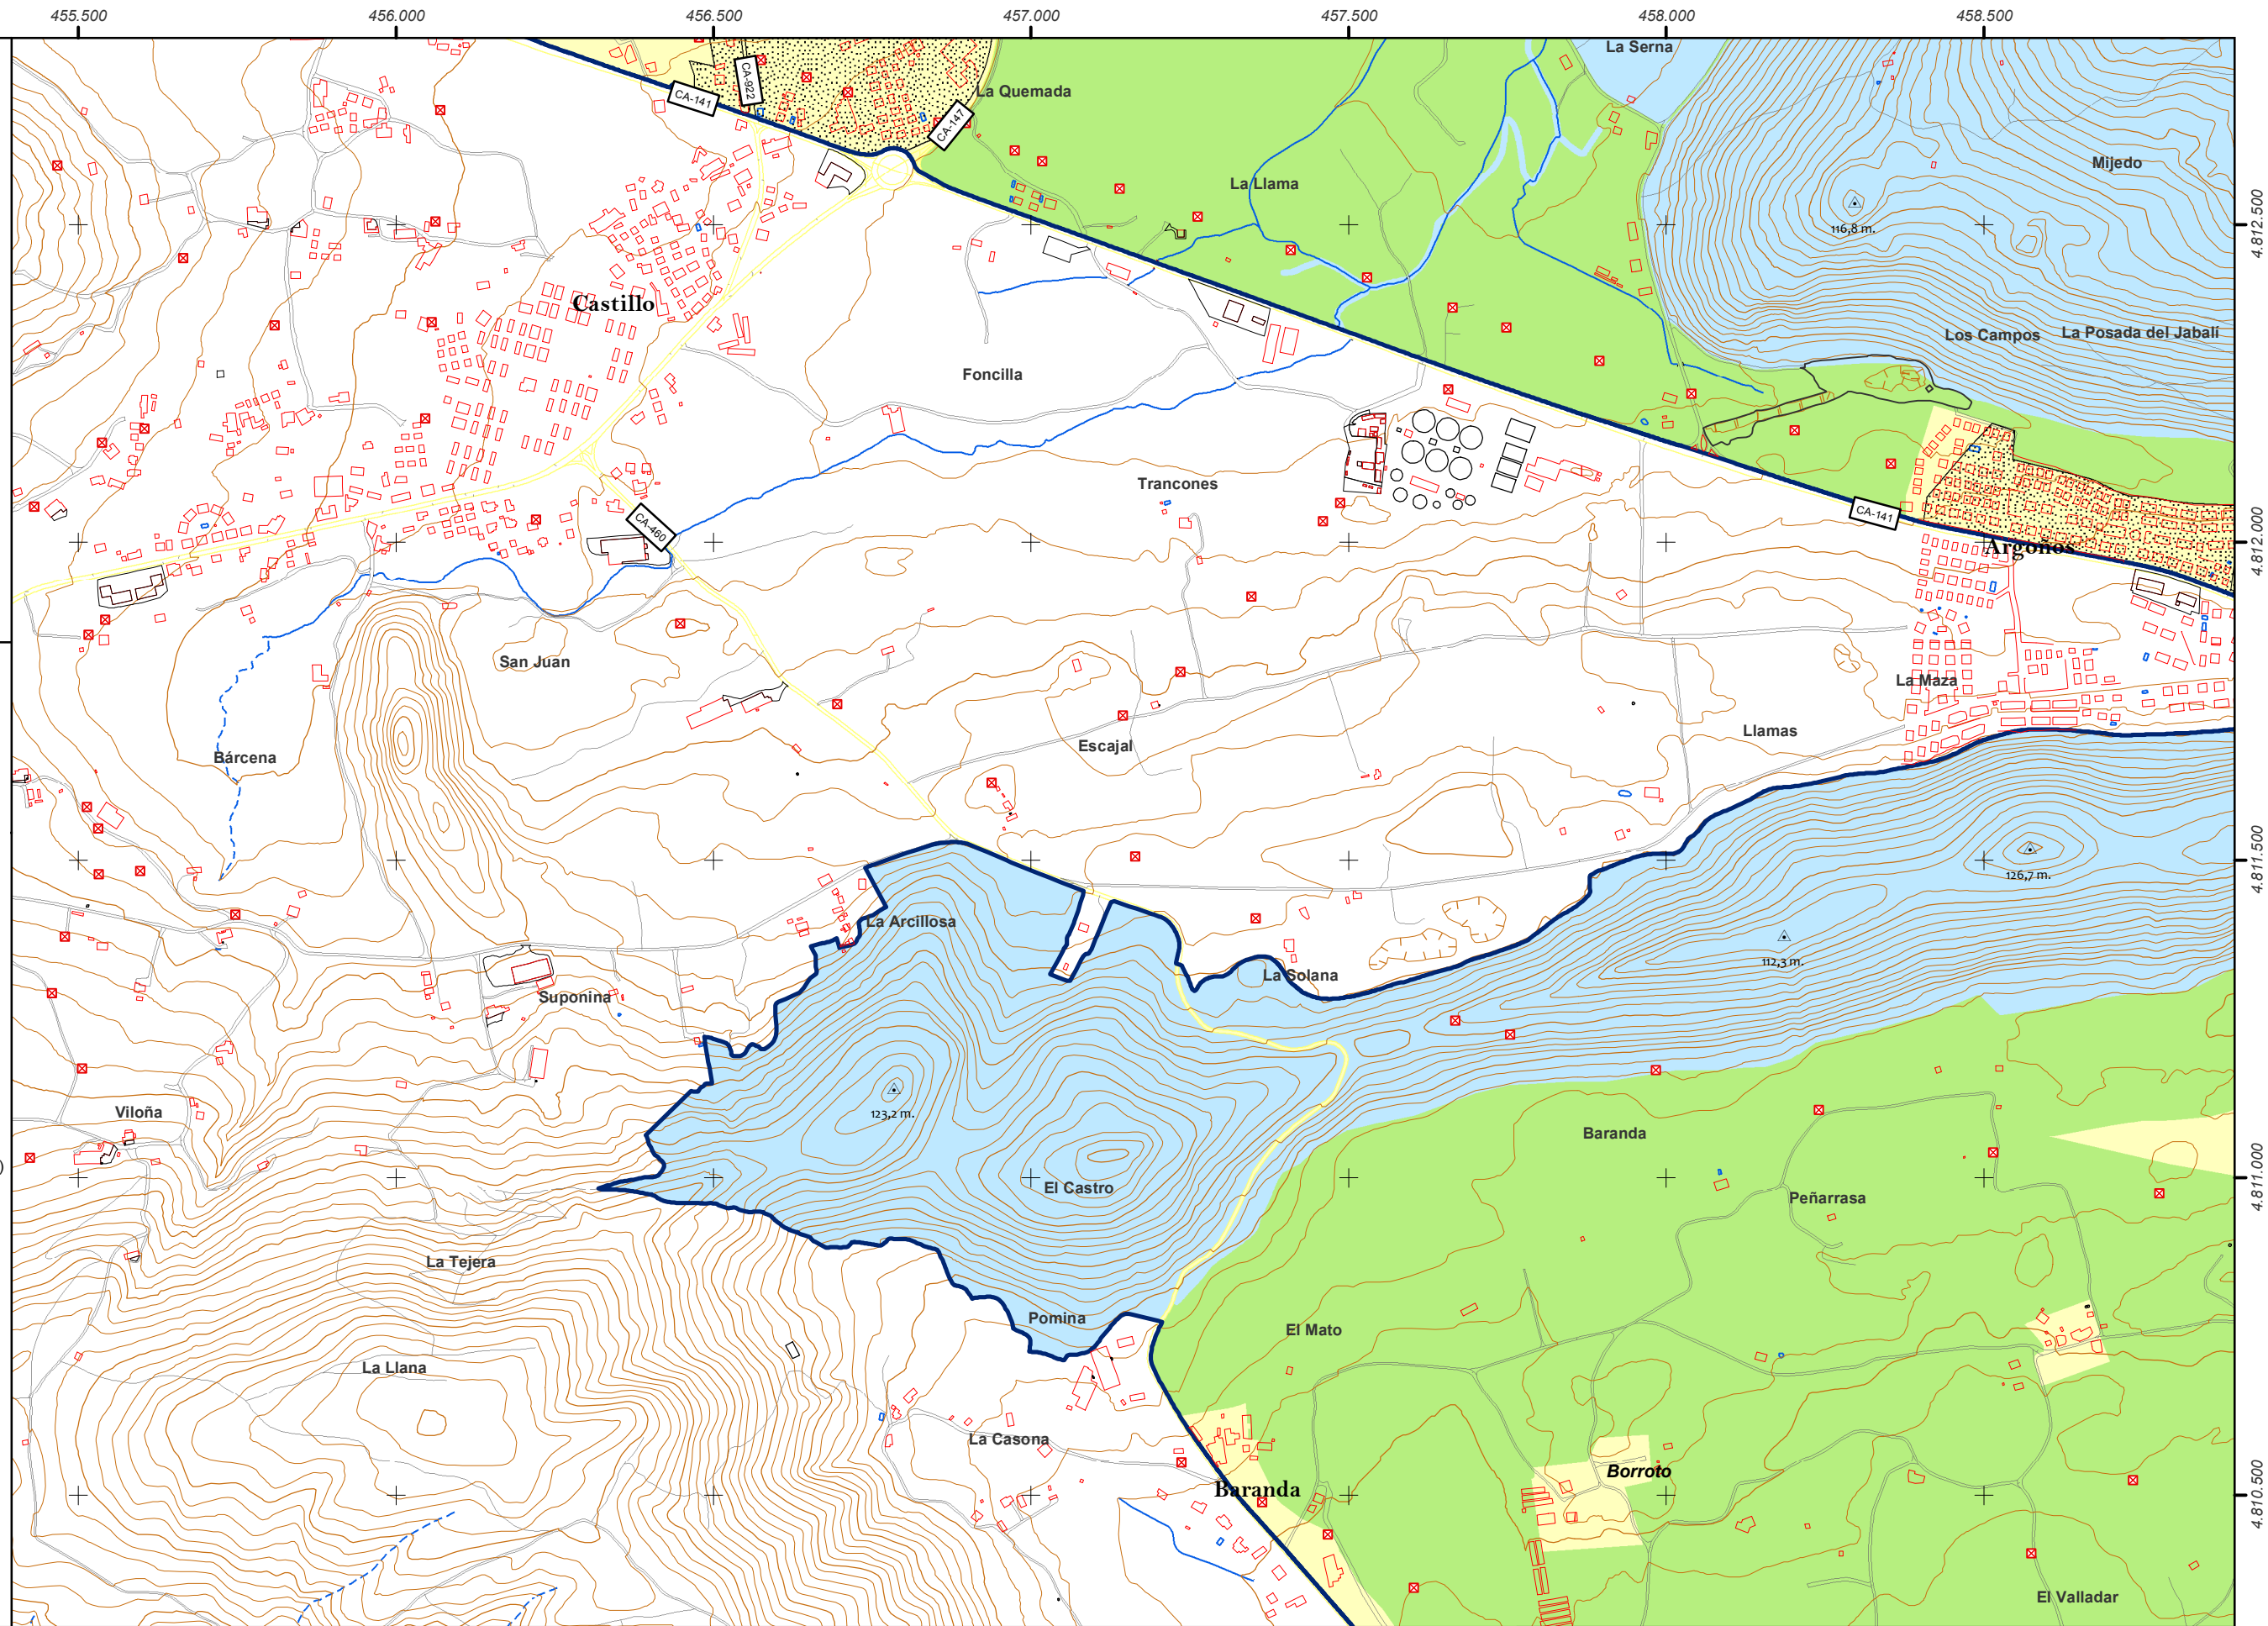 455.500
456.000
456.500
457.000
457.500
458.000
458.500
La Serna
CA-922
CA-141
La Quemada
CA-147
La Llama
Mijedo
116,8 m.
4.812.500
Castillo
Los Campos
La Posada del Jabalí
Foncilla
Trancones
CA-460
CA-141
Argoños
4.812.000
San Juan
La Maza
Llamas
Bárcena
Escajal
4.811.500
126,7 m.
La Arcillosa
112,3 m.
La Solana
Suponina
Viloña
123,2 m.
Baranda
)
El Castro
Peñarrasa
4.811.000
La Tejera
Pomina
El Mato
La Llana
La Casona
Borroto
Baranda
4.810.500
El Valladar